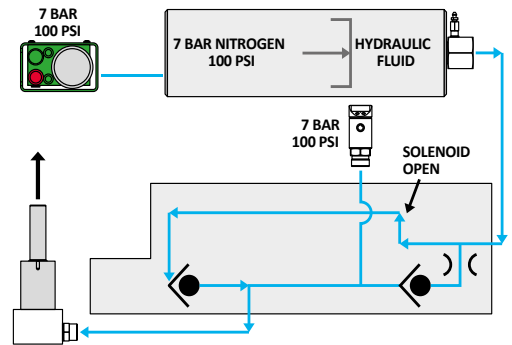 7 BAR
100 PSI
7 BAR NITROGEN
100 PSI
HYDRAULIC
FLUID
7 BAR
100 PSI
SOLENOID
OPEN